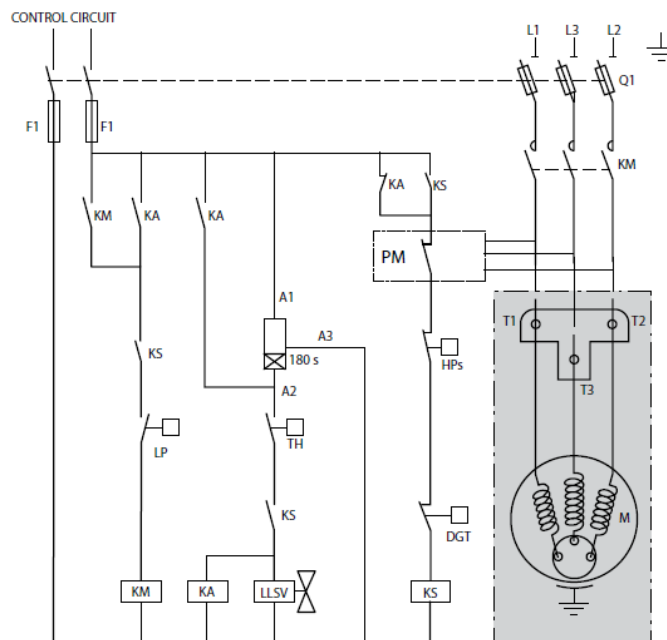 CONTROL CIRCUIT
L1 L3 L2
Q1
F1 F1
KM
KA KS
KM KA KA
PM
A1
T1 T2
A3
180 s
HPs
KS
T3
A2
LP TH
KS
M
DGT
KM KA LLSV KS